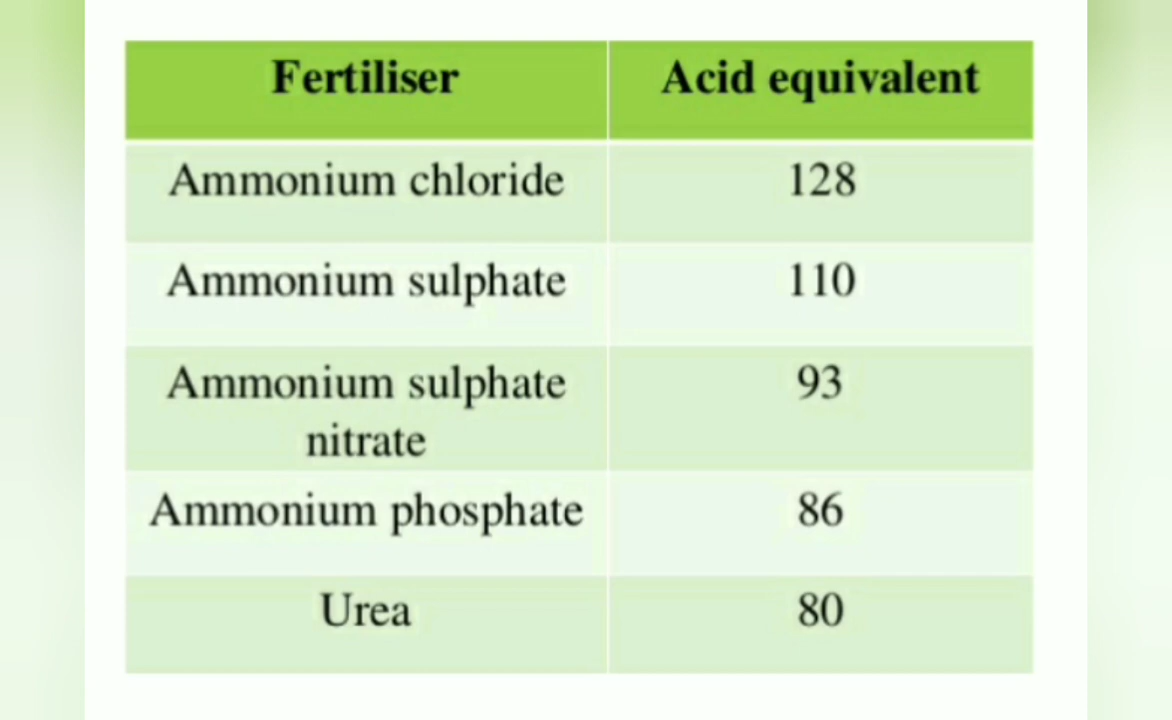 Fertiliser Acid equivalent
Ammonium chloride 128
Ammonium sulphate 110
Ammonium sulphate 93
nitrate
Ammonium phosphate 86
Urea 80